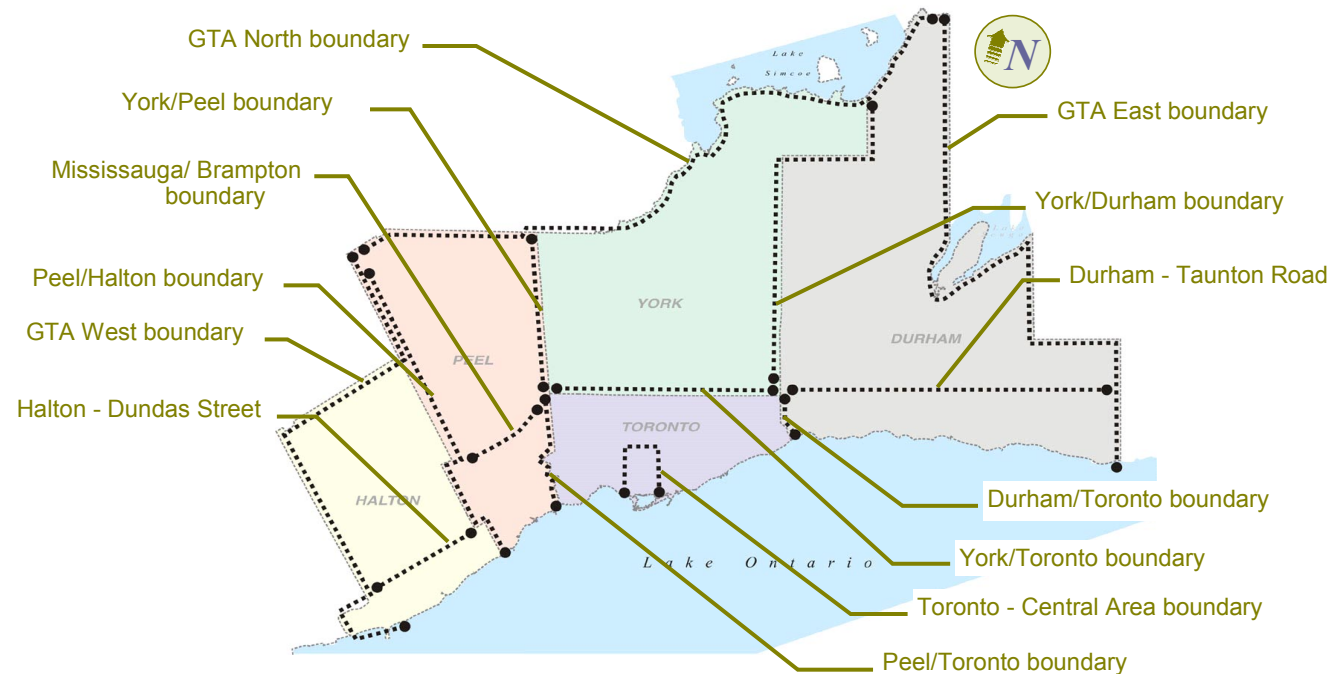 GTA North boundary
York/Peel boundary
Mississauga/ Brampton
boundary
Peel/Halton boundary
GTA West boundary
Halton - Dundas Street
Lake
Simcoe
N
GTA East boundary
York/Durham boundary
Durham - Taunton Road
YORK
PEEL
DURHAM
TORONTO
HALTON
Lake Ontario
Durham/Toronto boundary
York/Toronto boundary
Toronto - Central Area boundary
Peel/Toronto boundary